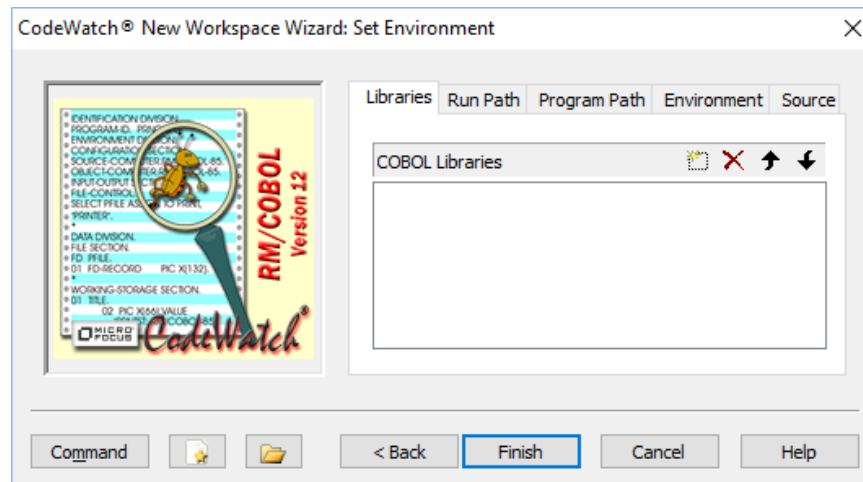 CodeWatch® New Workspace Wizard: Set Environment
Libraries Run Path Program Path Environment Source
COBOL Libraries
IDENTIFICATION DIVISION.
PROGRAM-ID.
ENVIRONMENT
CONFIGURATION SECTION.
SOURCE-COMPUTER. -85.
OBJECT-COMPUTER. -85.
INPUT-OUTPUT
FILE-CONTROL.
SELECT PFILE TO PRINT,
"PRINTER".
DATA DIVISION.
FILE SECTION.
FD PFILE.
01 FD-RECORD PIC X(132).
WORKING-STORAGE SECTION.
01 TITLE.
02 PIC X(66) VALUE
RM/COBOL
Version 12
MICRO
FOCUS
CodeWatch®
Command < Back Finish Cancel Help